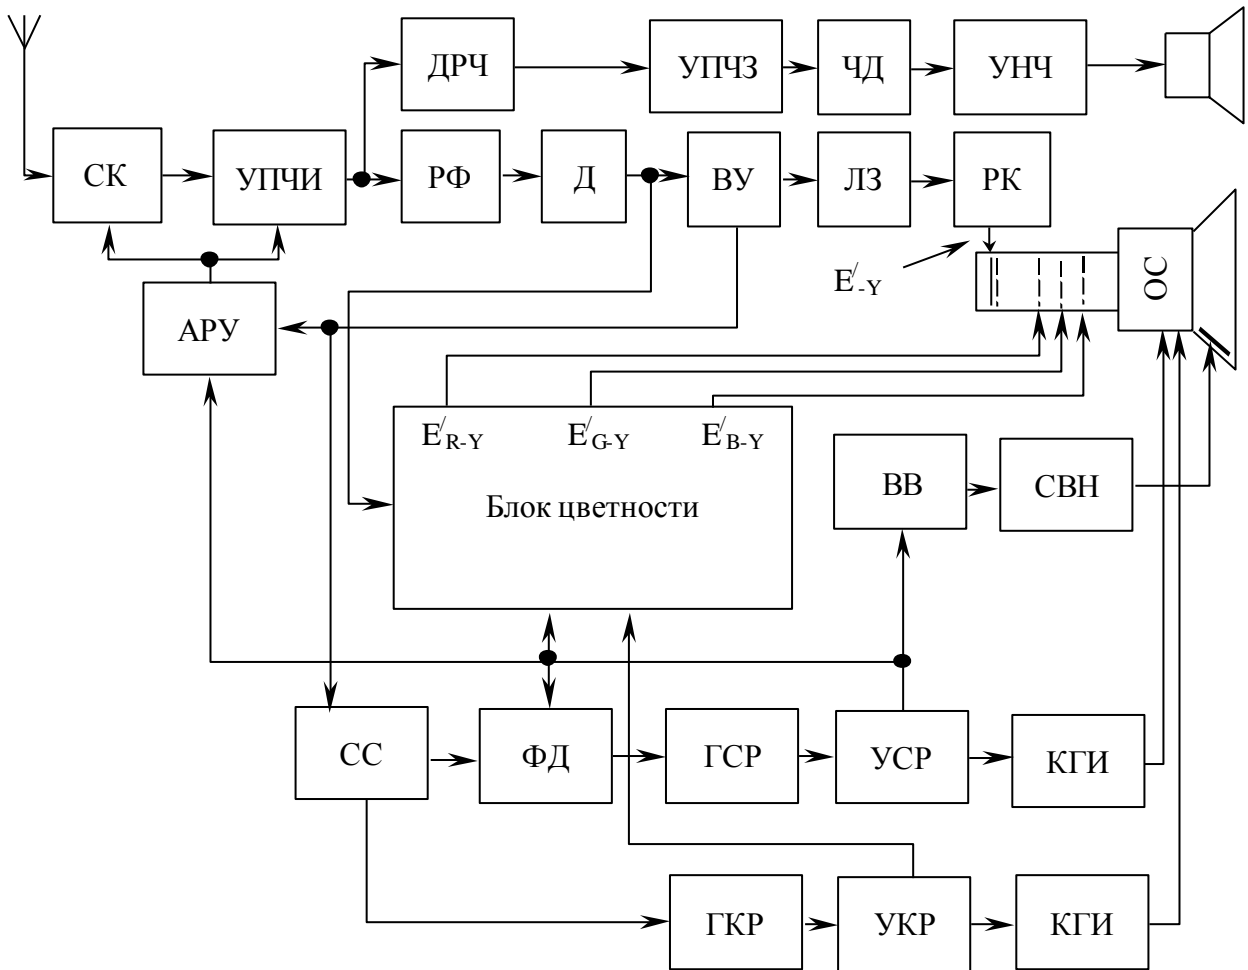 ДРЧ
УПЧЗ
ЧД
УНЧ
СК
УПЧИ
РФ
Д
ВУ
ЛЗ
РК
E/-Y
ОС
АРУ
E/R-Y
E/G-Y
E/B-Y
Блок цветности
ВВ
СВН
СС
ФД
ГСР
УСР
КГИ
ГКР
УКР
КГИ